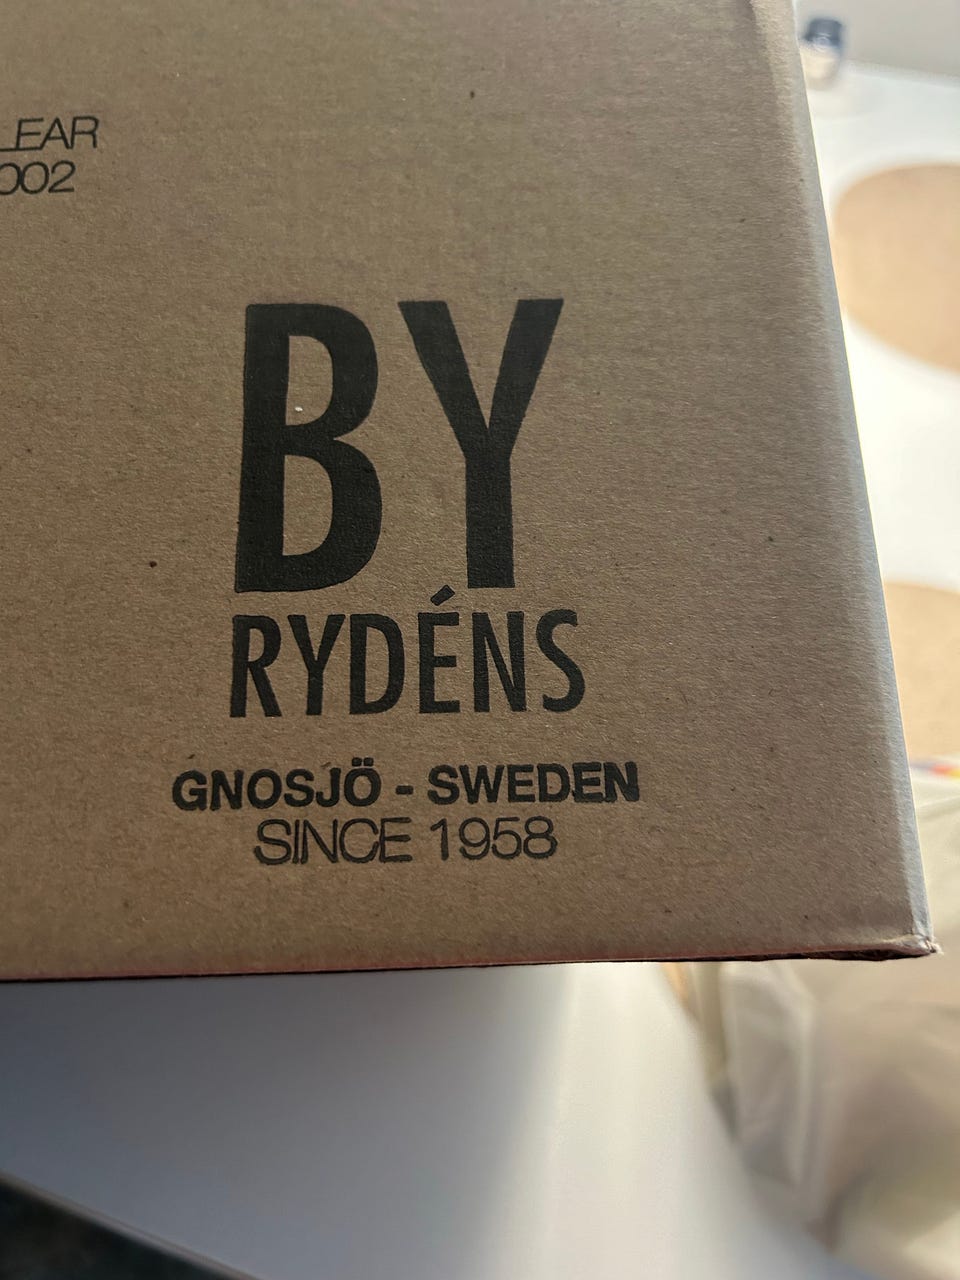 LEAR
002
BY
RYDÉNS
GNOSJÖ - SWEDEN
SINCE 1958